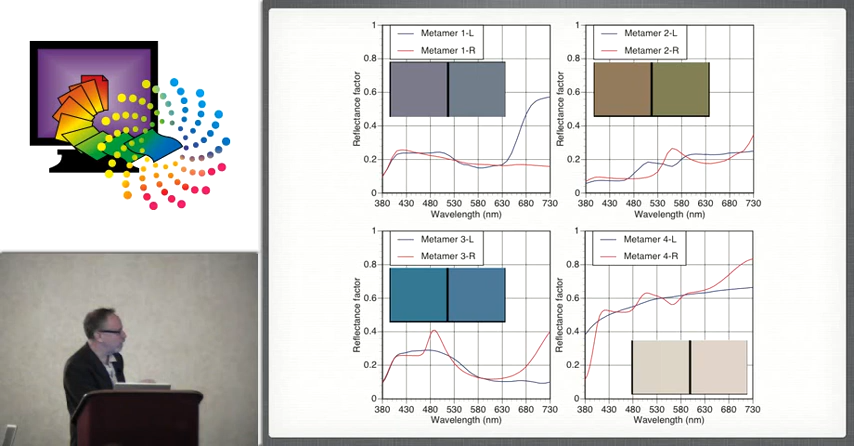 1
0.8
0.6
0.4
0.2
0
Reflectance factor
Metamer 1-L
Metamer 1-R
380 430 480 530 580 630 680 730
Wavelength (nm)
1
0.8
0.6
0.4
0.2
0
Reflectance factor
Metamer 2-L
Metamer 2-R
380 430 480 530 580 630 680 730
Wavelength (nm)
1
0.8
0.6
0.4
0.2
0
Reflectance factor
Metamer 3-L
Metamer 3-R
380 430 480 530 580 630 680 730
Wavelength (nm)
1
0.8
0.6
0.4
0.2
0
Reflectance factor
Metamer 4-L
Metamer 4-R
380 430 480 530 580 630 680 730
Wavelength (nm)